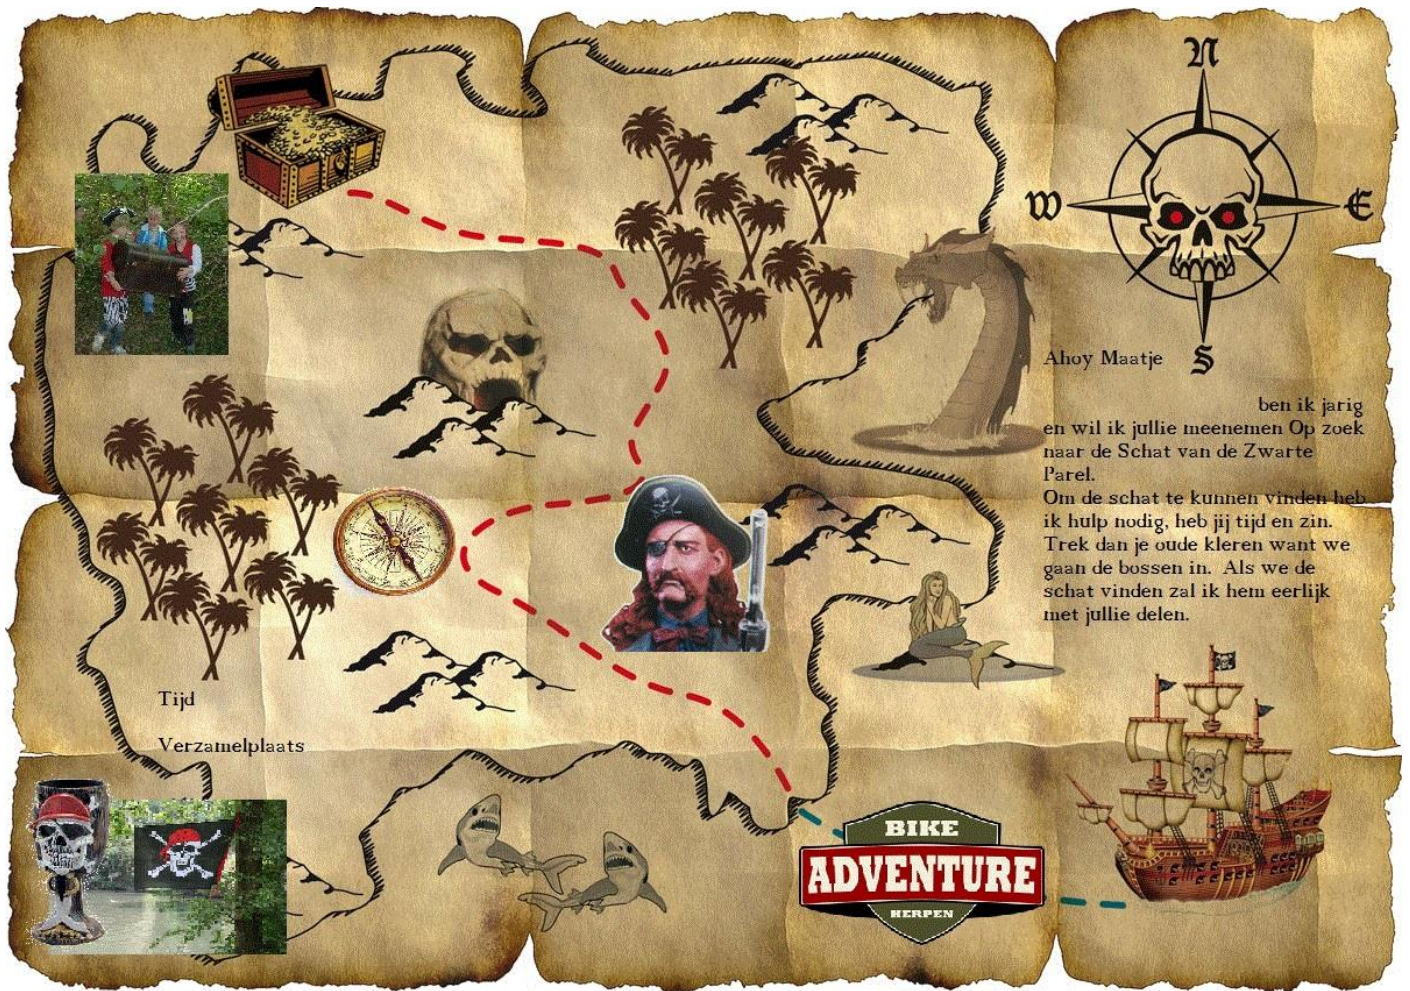 N
W
E
S
Ahoy Maatje
ben ik jarig
en wil ik jullie meenemen Op zoek
naar de Schat van de Zwarte
Parel.
Om de schat te kunnen vinden heb
ik hulp nodig, heb jij tijd en zin.
Trek dan je oude kleren want we
gaan de bossen in. Als we de
schat vinden zal ik hem eerlijk
met jullie delen.
Tijd
Verzamelplaats
BIKE
ADVENTURE
HERPEN